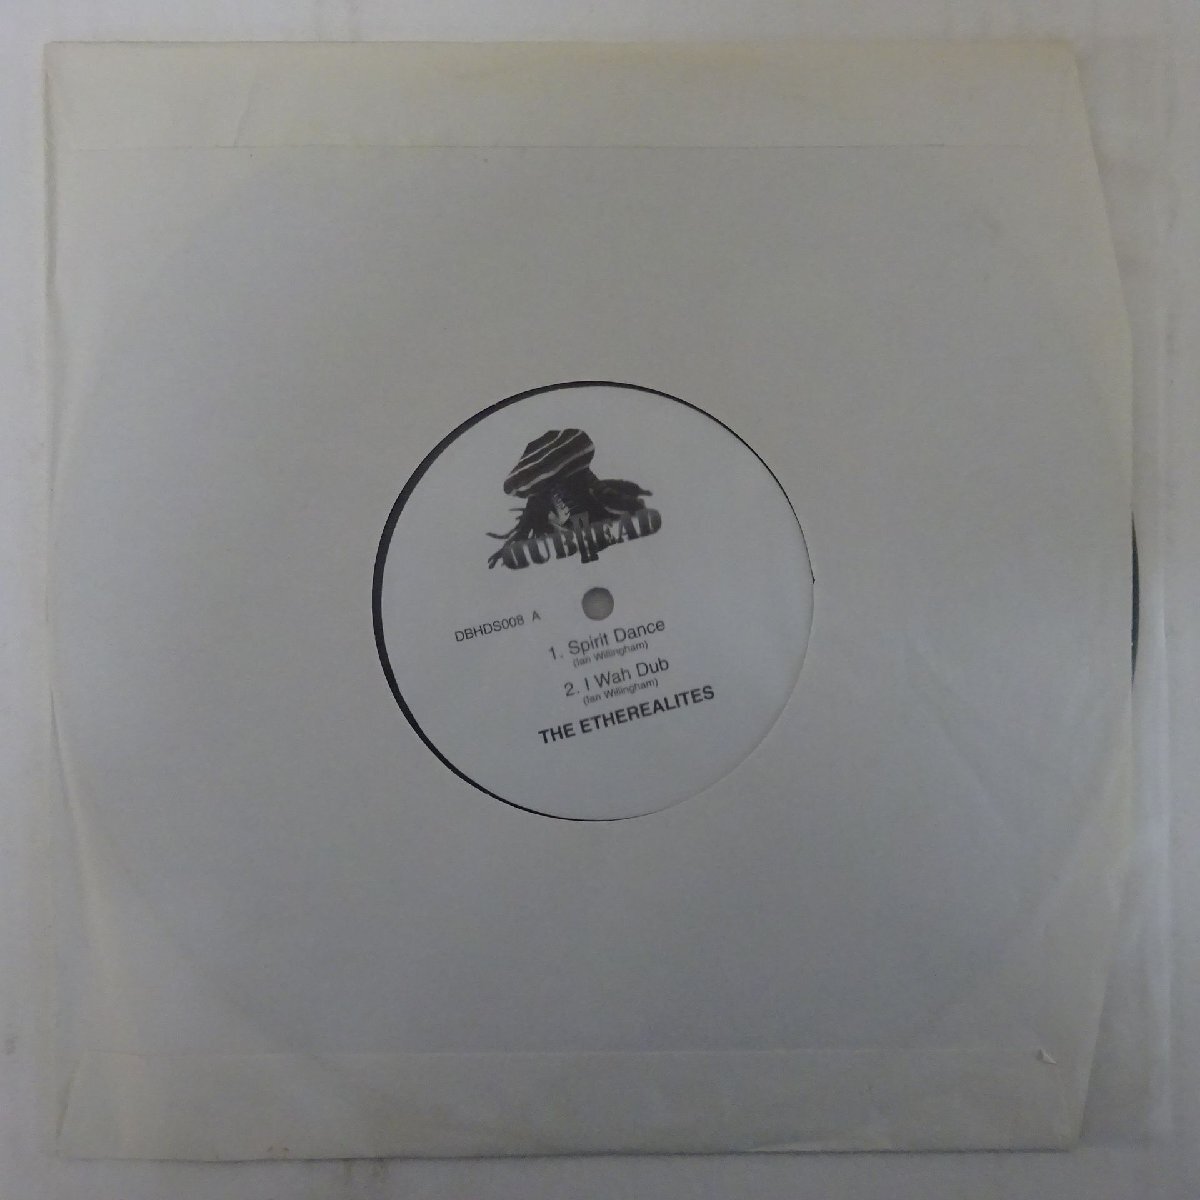 DUBHEAD
DBHDS008 A
1. Spirit Dance
(Ian Willingham)
2. I Wah Dub
(Ian Willingham)
THE ETHEREALITES